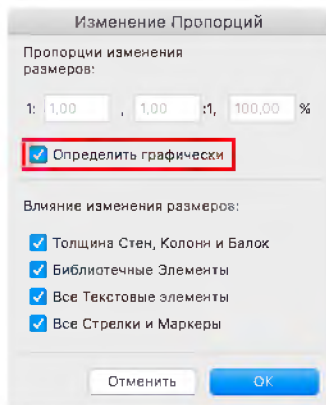 Изменение Пропорций
Пропорции изменения
размеров:
1: 1,00 , 1,00 :1, 100,00 %
Определить графически
Влияние изменения размеров:
Толщина Стен, Колонн и Балок
Библиотечные Элементы
Все Текстовые элементы
Все Стрелки и Маркеры
Отменить OK